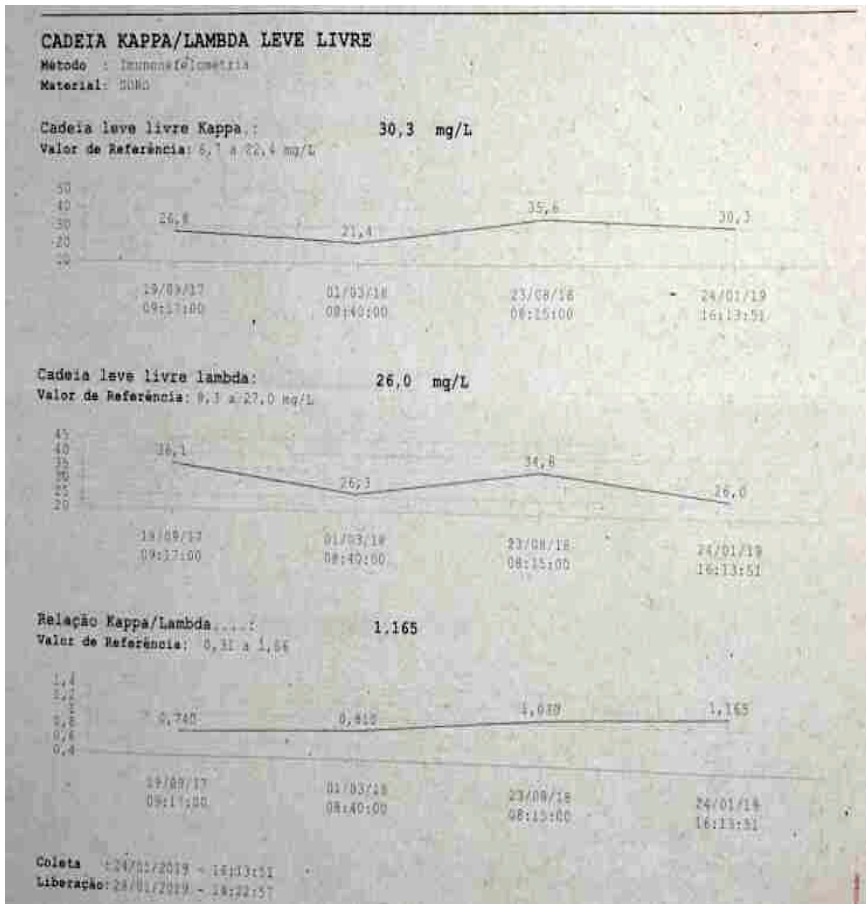 CADEIA KAPPA/LAMBDA LEVE LIVRE
Método : Imunonefelometria
Material: SORO
Cadeia leve livre Kappa.: 30,3 mg/L
Valor de Referência: 6,7 a 22,4 mg/L
50
40
30
20
26,8 21,4 35,6 30,3
19/09/17 01/03/18 23/08/18 - 24/01/19
09:17:00 08:40:00 08:15:00 16:13:51
Cadeia leve livre lambda: 26,0 mg/L
Valor de Referência: 8,3 a 27,0 mg/L
45
40
35
30
25
20
36,1 26,3 34,6 26,0
19/09/17 01/03/18 23/08/18 24/01/19
09:17:00 08:40:00 08:15:00 16:13:51
Relação Kappa/Lambda....: 1,165
Valor de Referência: 0,31 a 1,56
1,4
1,2
1
0,8
0,6
0,4
0,740 0,810 1,030 1,165
19/09/17 01/03/18 23/08/18 24/01/19
09:17:00 08:40:00 08:15:00 16:13:51
Coleta :24/01/2019 - 16:13:51
Liberação:28/01/2019 - 18:22:57